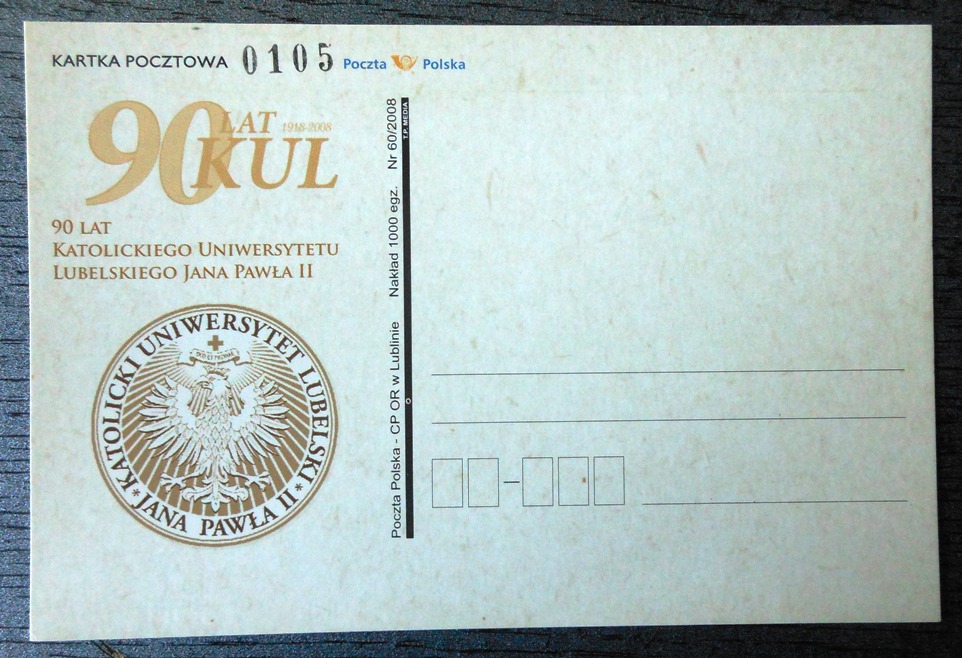 KARTKA POCZTOWA 0105 Poczta Polska
90 LAT 1918-2008
KUL
90 LAT
KATOLICKIEGO UNIWERSYTETU
LUBELSKIEGO JANA PAWŁA II
KATOLICKI UNIWERSYTET LUBELSKI
* JANA PAWŁA II *
Poczta Polska - CP OR w Lublinie Nakład 1000 egz. Nr 60/2008
T.P. MEDIA